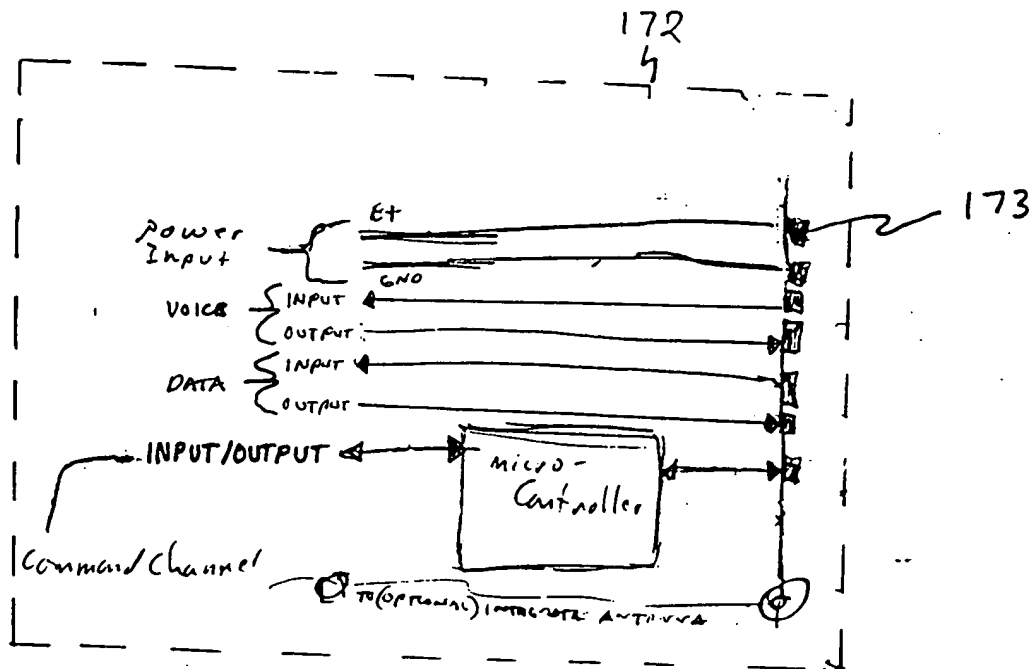 172
173
Power
Input
E+
GND
VOICE
INPUT
OUTPUT
DATA
INPUT
OUTPUT
INPUT/OUTPUT
micro-
Controller
Command Channel
TO (OPTIONAL) INTEGRATE ANTENNA